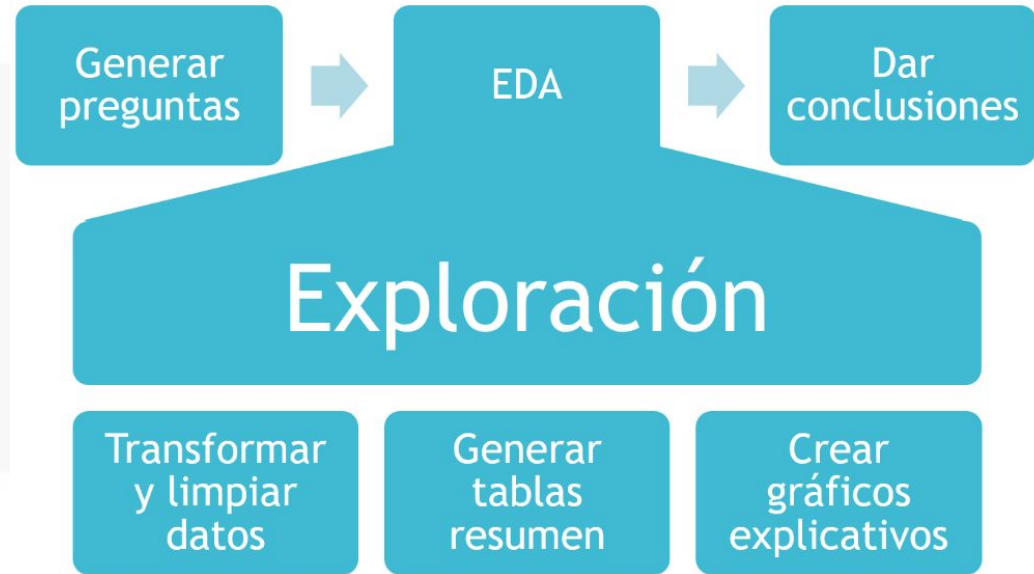 Generar
preguntas
EDA
Dar
conclusiones
Exploración
Transformar
y limpiar
datos
Generar
tablas
resumen
Crear
gráficos
explicativos